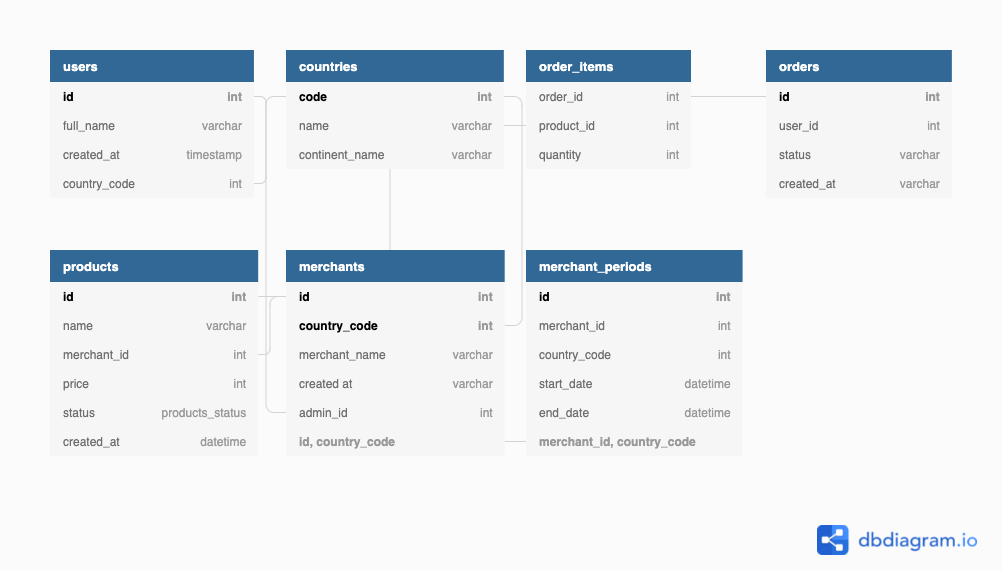 users
id int
full_name varchar
created_at timestamp
country_code int
countries
code int
name varchar
continent_name varchar
order_items
order_id int
product_id int
quantity int
orders
id int
user_id int
status varchar
created_at varchar
products
id int
name varchar
merchant_id int
price int
status products_status
created_at datetime
merchants
id int
country_code int
merchant_name varchar
created at varchar
admin_id int
id, country_code
merchant_periods
id int
merchant_id int
country_code int
start_date datetime
end_date datetime
merchant_id, country_code
dbdiagram.io